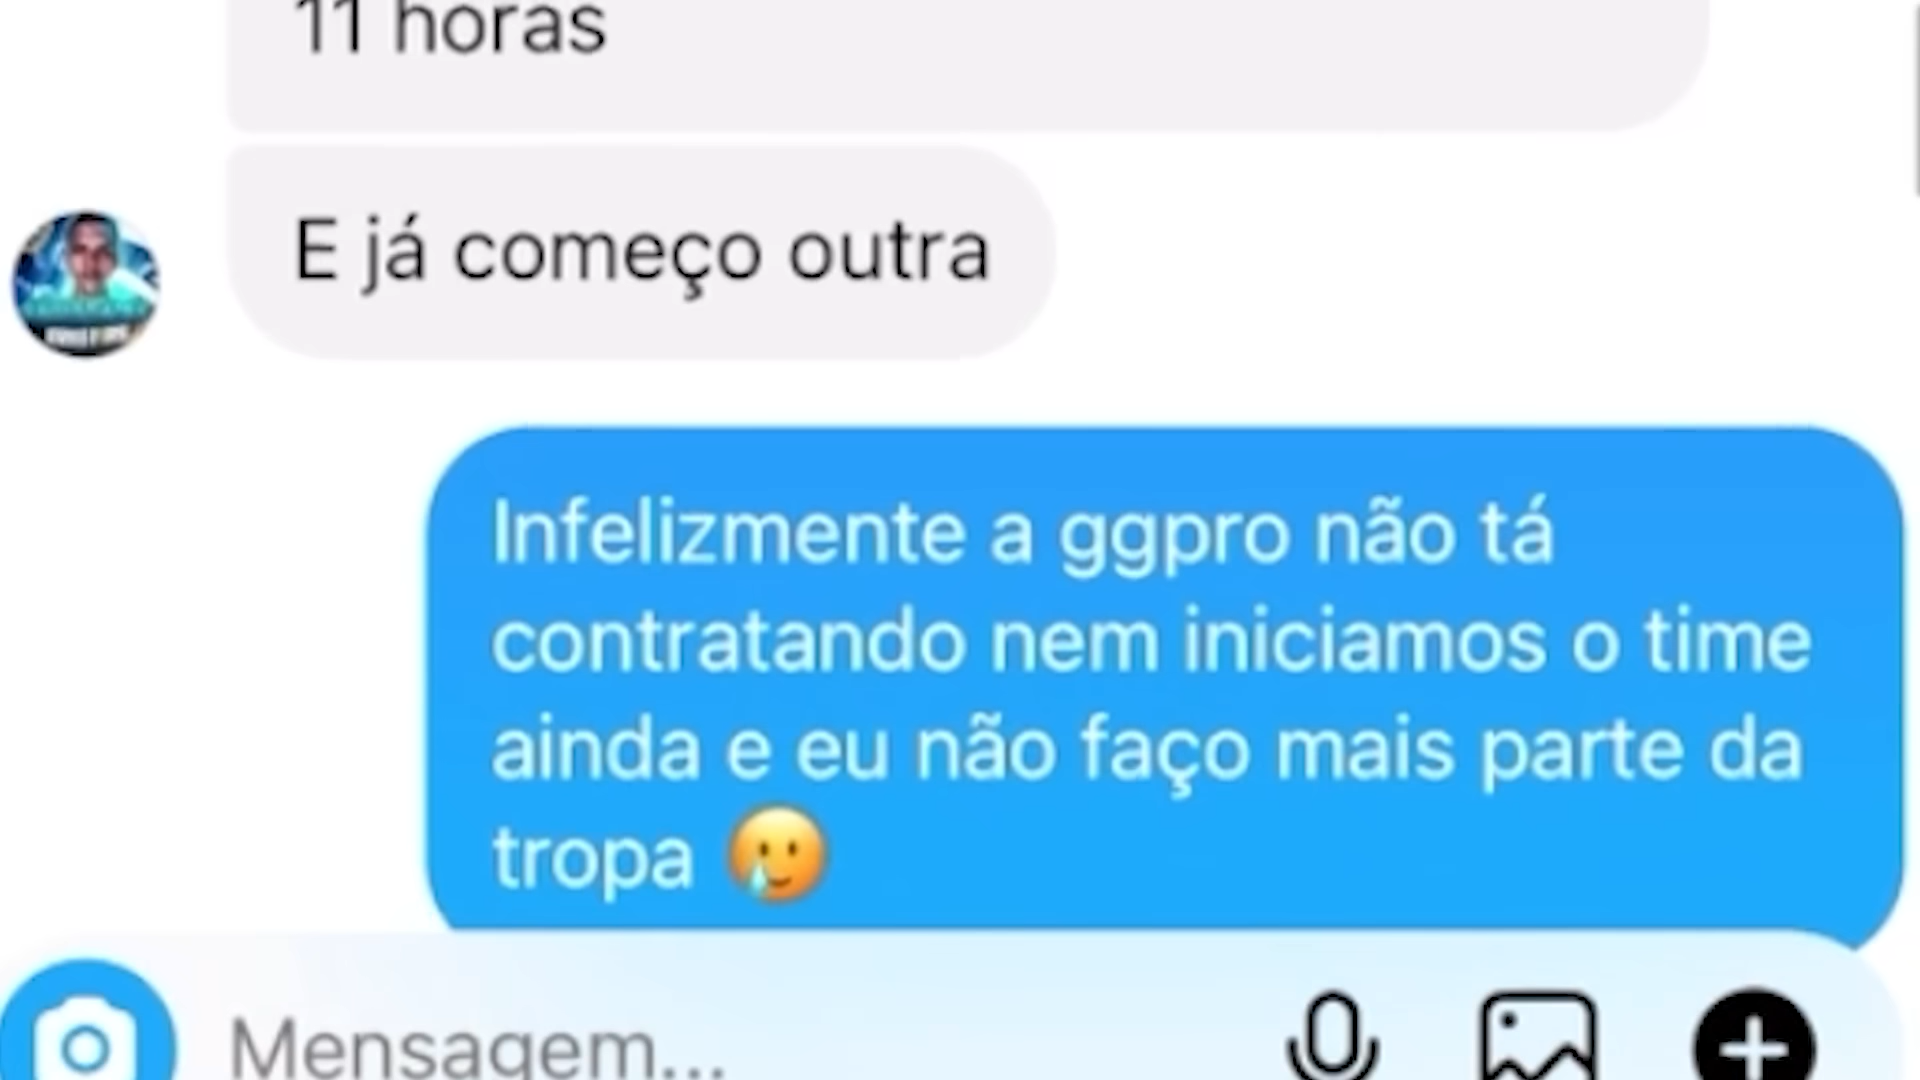 11 horas
E já começo outra
Infelizmente a ggpro não tá
contratando nem iniciamos o time
ainda e eu não faço mais parte da
tropa 🥲
Mensagem...